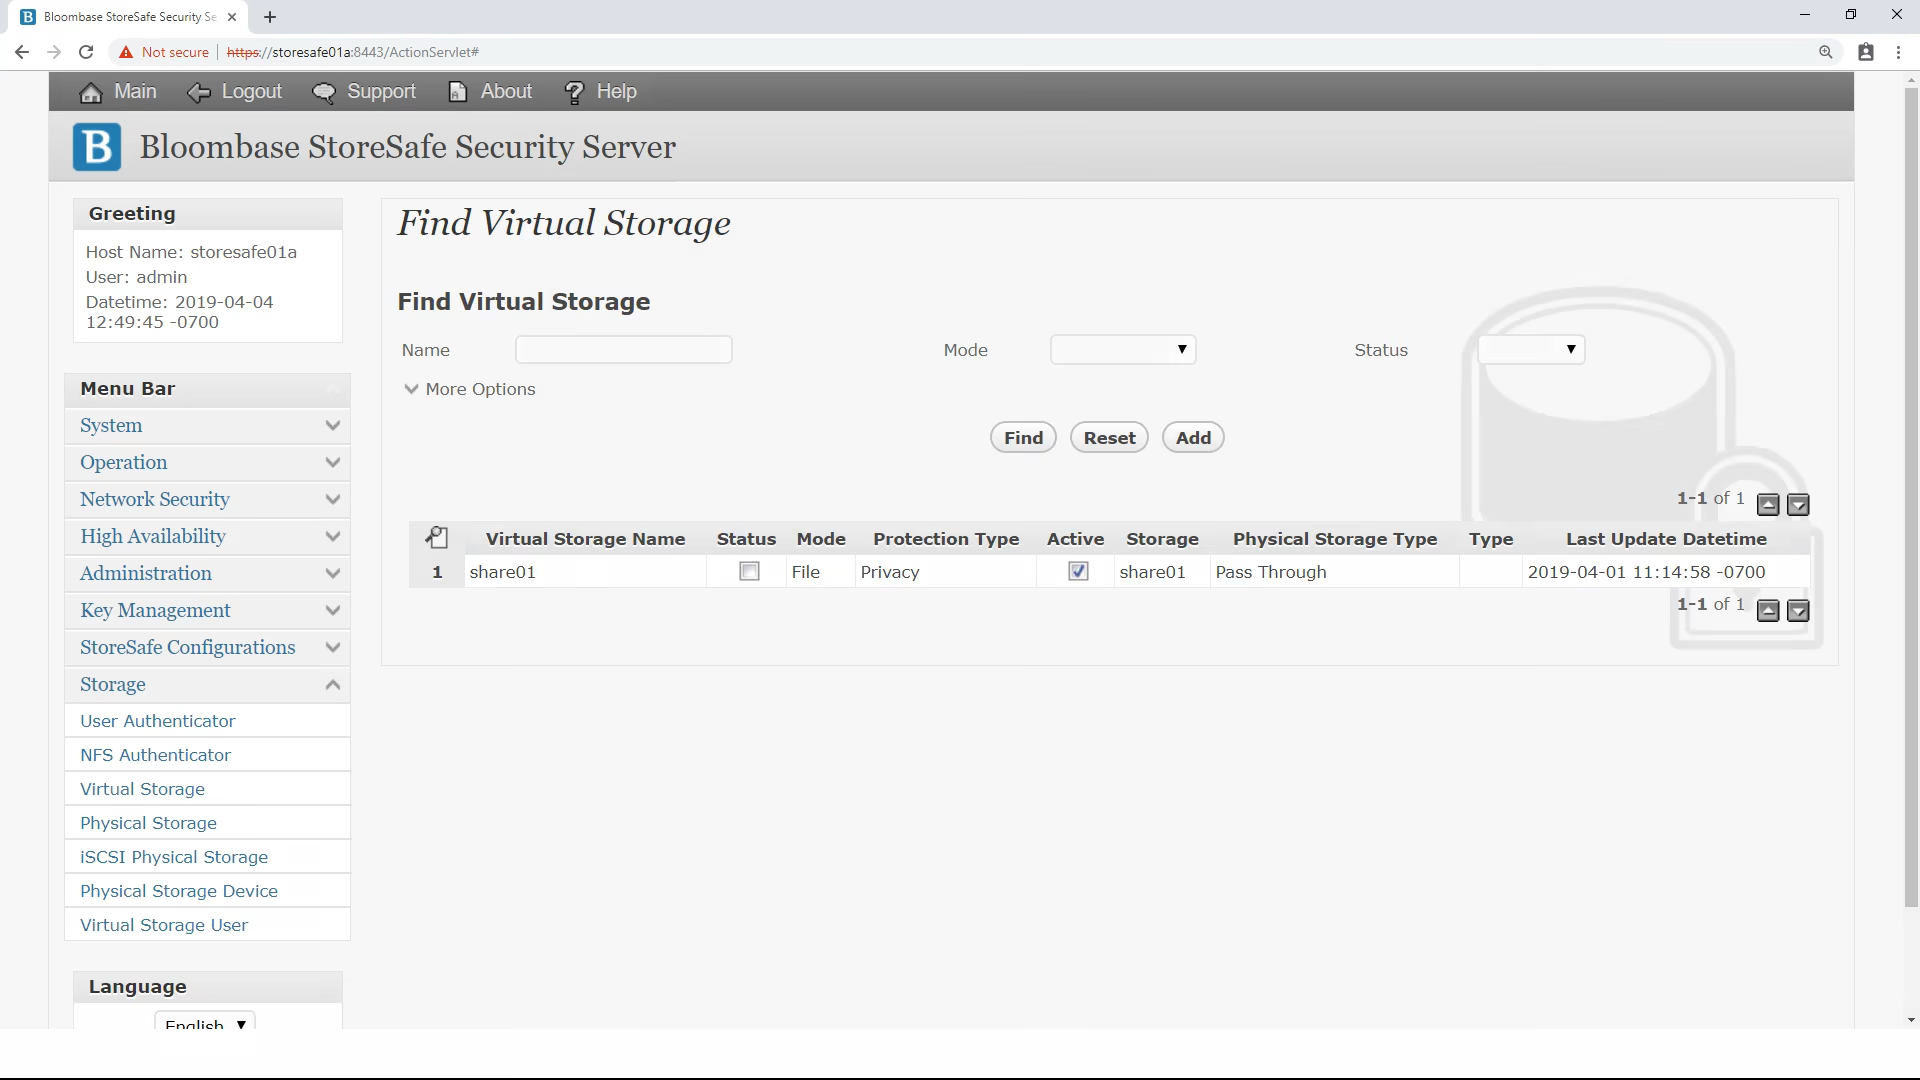 Bloombase StoreSafe Security Se
Not secure https://storesafe01a:8443/ActionServlet#
Main Logout Support About Help
B Bloombase StoreSafe Security Server
Greeting
Host Name: storesafe01a
User: admin
Datetime: 2019-04-04
12:49:45 -0700
Menu Bar
System
Operation
Network Security
High Availability
Administration
Key Management
StoreSafe Configurations
Storage
User Authenticator
NFS Authenticator
Virtual Storage
Physical Storage
iSCSI Physical Storage
Physical Storage Device
Virtual Storage User
Language
English
Find Virtual Storage
Find Virtual Storage
Name Mode Status
More Options
Find Reset Add
1-1 of 1
Virtual Storage Name Status Mode Protection Type Active Storage Physical Storage Type Type Last Update Datetime
1 share01 File Privacy share01 Pass Through 2019-04-01 11:14:58 -0700
1-1 of 1